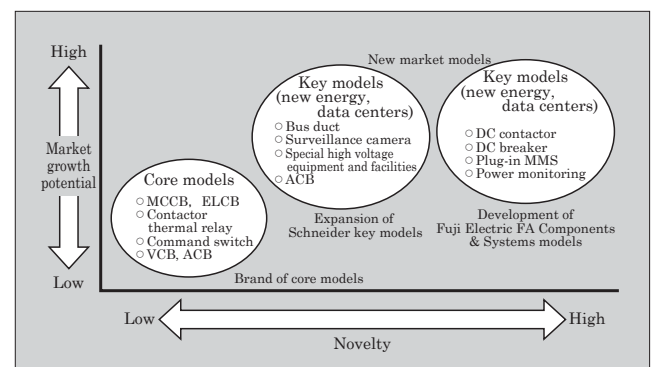 High
Market
growth
potential
Low
New market models
Key models
(new energy,
data centers)
○ Bus duct
○ Surveillance camera
○ Special high voltage
equipment and facilities
○ ACB
Key models
(new energy,
data centers)
○ DC contactor
○ DC breaker
○ Plug-in MMS
○ Power monitoring
Core models
○ MCCB, ELCB
○ Contactor
thermal relay
○ Command switch
○ VCB, ACB
Expansion of
Schneider key models
Development of
Fuji Electric FA Components
& Systems models
Brand of core models
Low
High
Novelty